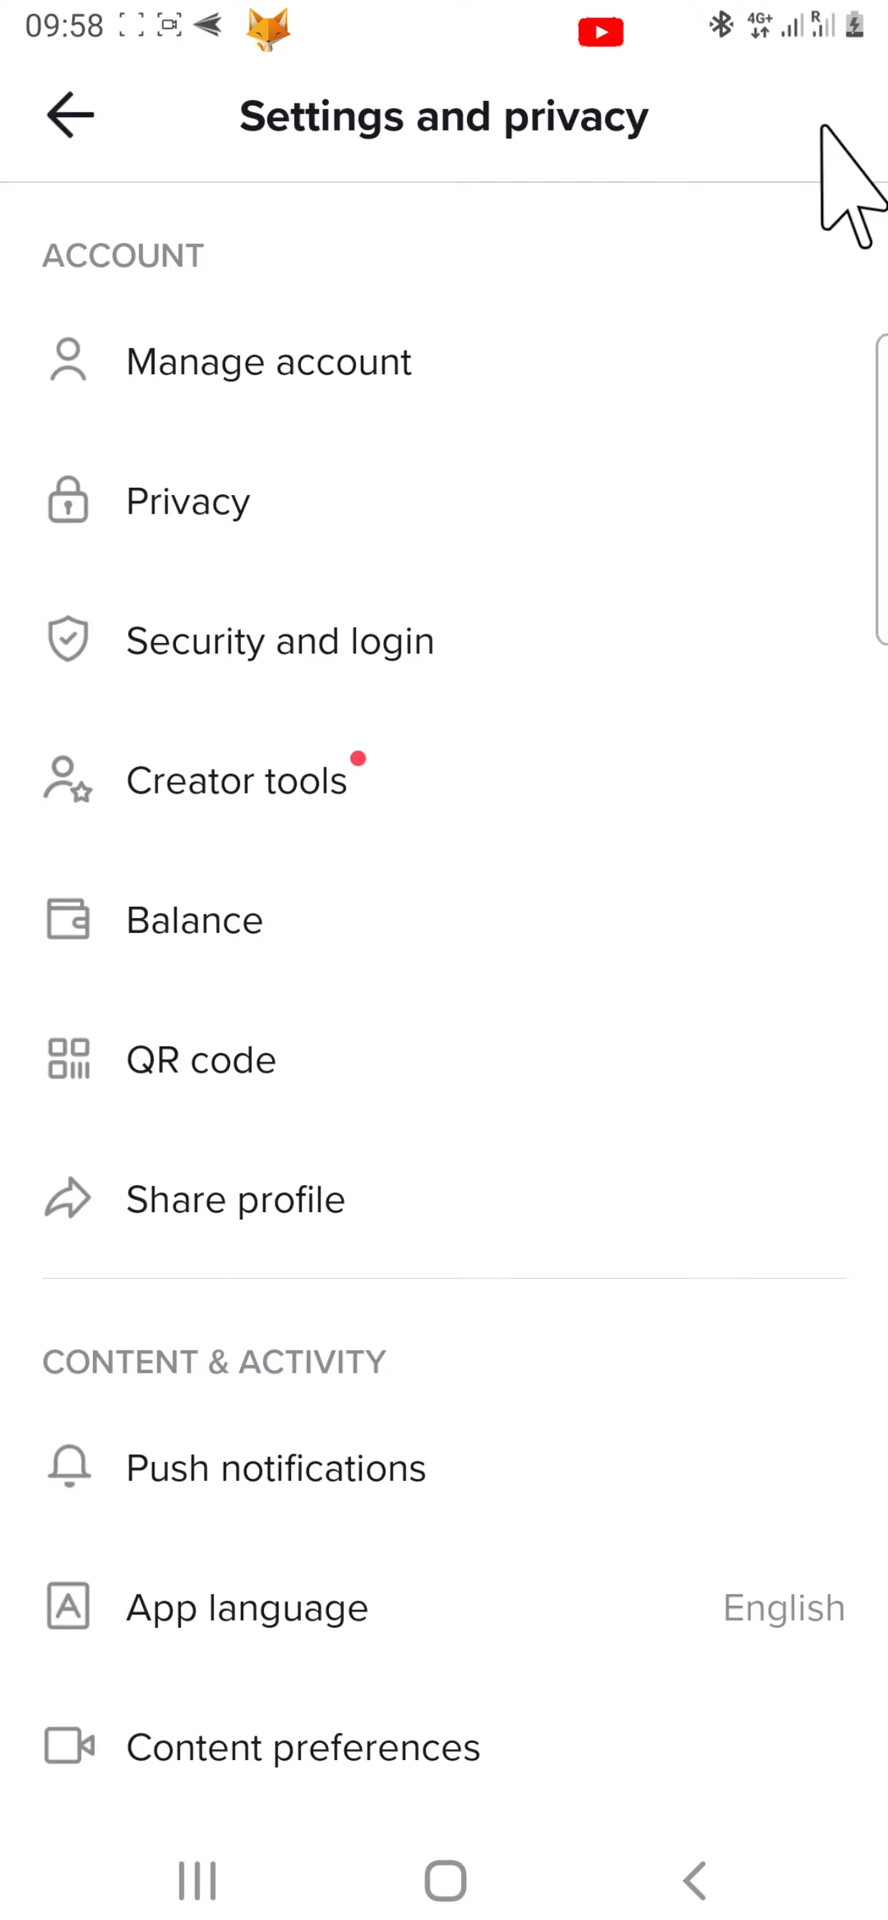 09:58
4G+
R
Settings and privacy
ACCOUNT
Manage account
Privacy
Security and login
Creator tools
Balance
QR code
Share profile
CONTENT & ACTIVITY
Push notifications
App language English
Content preferences